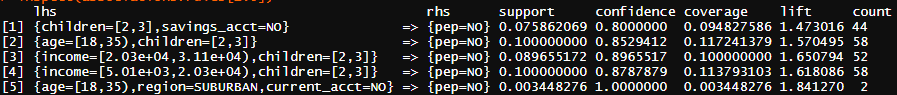 lhs rhs support confidence coverage lift count
[1] {children=[2,3],savings_acct=NO} => {pep=NO} 0.075862069 0.8000000 0.094827586 1.473016 44
[2] {age=[18,35),children=[2,3]} => {pep=NO} 0.100000000 0.8529412 0.117241379 1.570495 58
[3] {income=[2.03e+04,3.11e+04),children=[2,3]} => {pep=NO} 0.089655172 0.8965517 0.100000000 1.650794 52
[4] {income=[5.01e+03,2.03e+04),children=[2,3]} => {pep=NO} 0.100000000 0.8787879 0.113793103 1.618086 58
[5] {age=[18,35),region=SUBURBAN,current_acct=NO} => {pep=NO} 0.003448276 1.0000000 0.003448276 1.841270 2